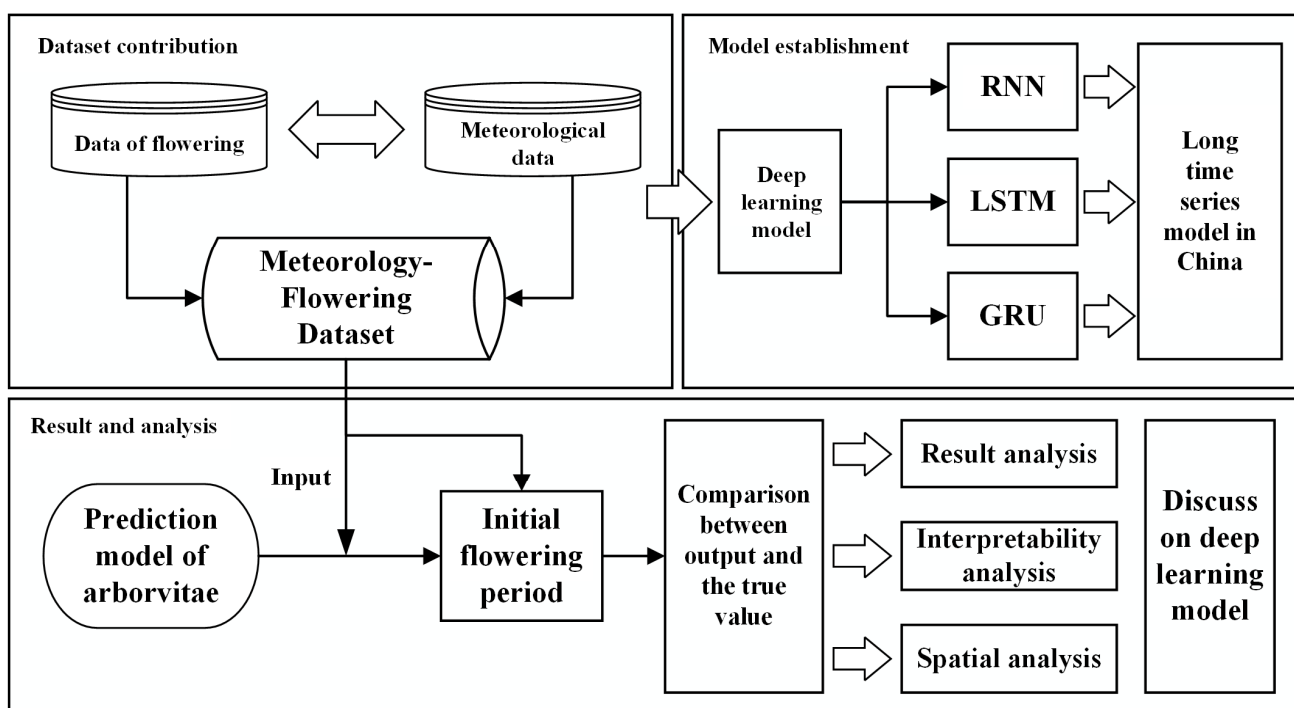 Dataset contribution
Data of flowering
Meteorological
data
Meteorology-
Flowering
Dataset
Model establishment
Deep
learning
model
RNN
LSTM
GRU
Long
time
series
model in
China
Result and analysis
Input
Prediction
model of
arborvitae
Initial
flowering
period
Comparison
between
output and
the true
value
Result analysis
Interpretability
analysis
Spatial analysis
Discuss
on deep
learning
model